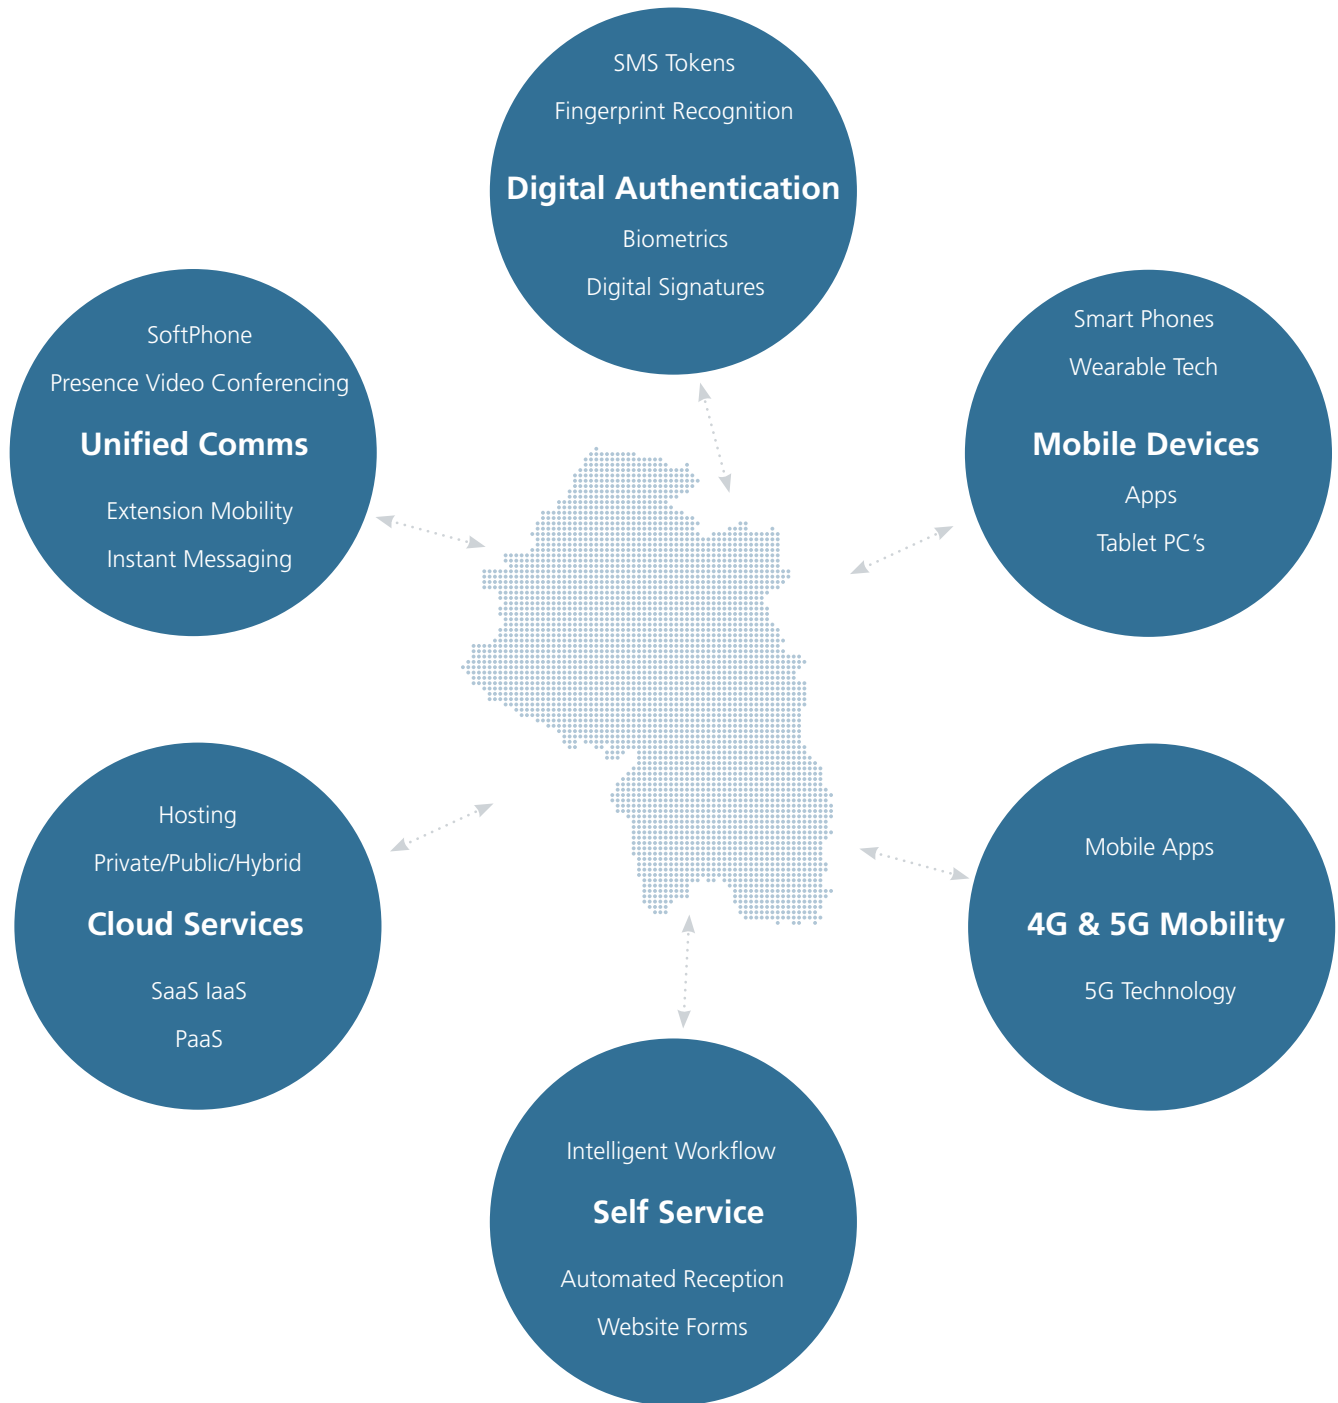 SMS Tokens
Fingerprint Recognition
Digital Authentication
Biometrics
Digital Signatures
SoftPhone
Presence Video Conferencing
Unified Comms
Extension Mobility
Instant Messaging
Smart Phones
Wearable Tech
Mobile Devices
Apps
Tablet PC's
Hosting
Private/Public/Hybrid
Cloud Services
SaaS IaaS
PaaS
Mobile Apps
4G & 5G Mobility
5G Technology
Intelligent Workflow
Self Service
Automated Reception
Website Forms